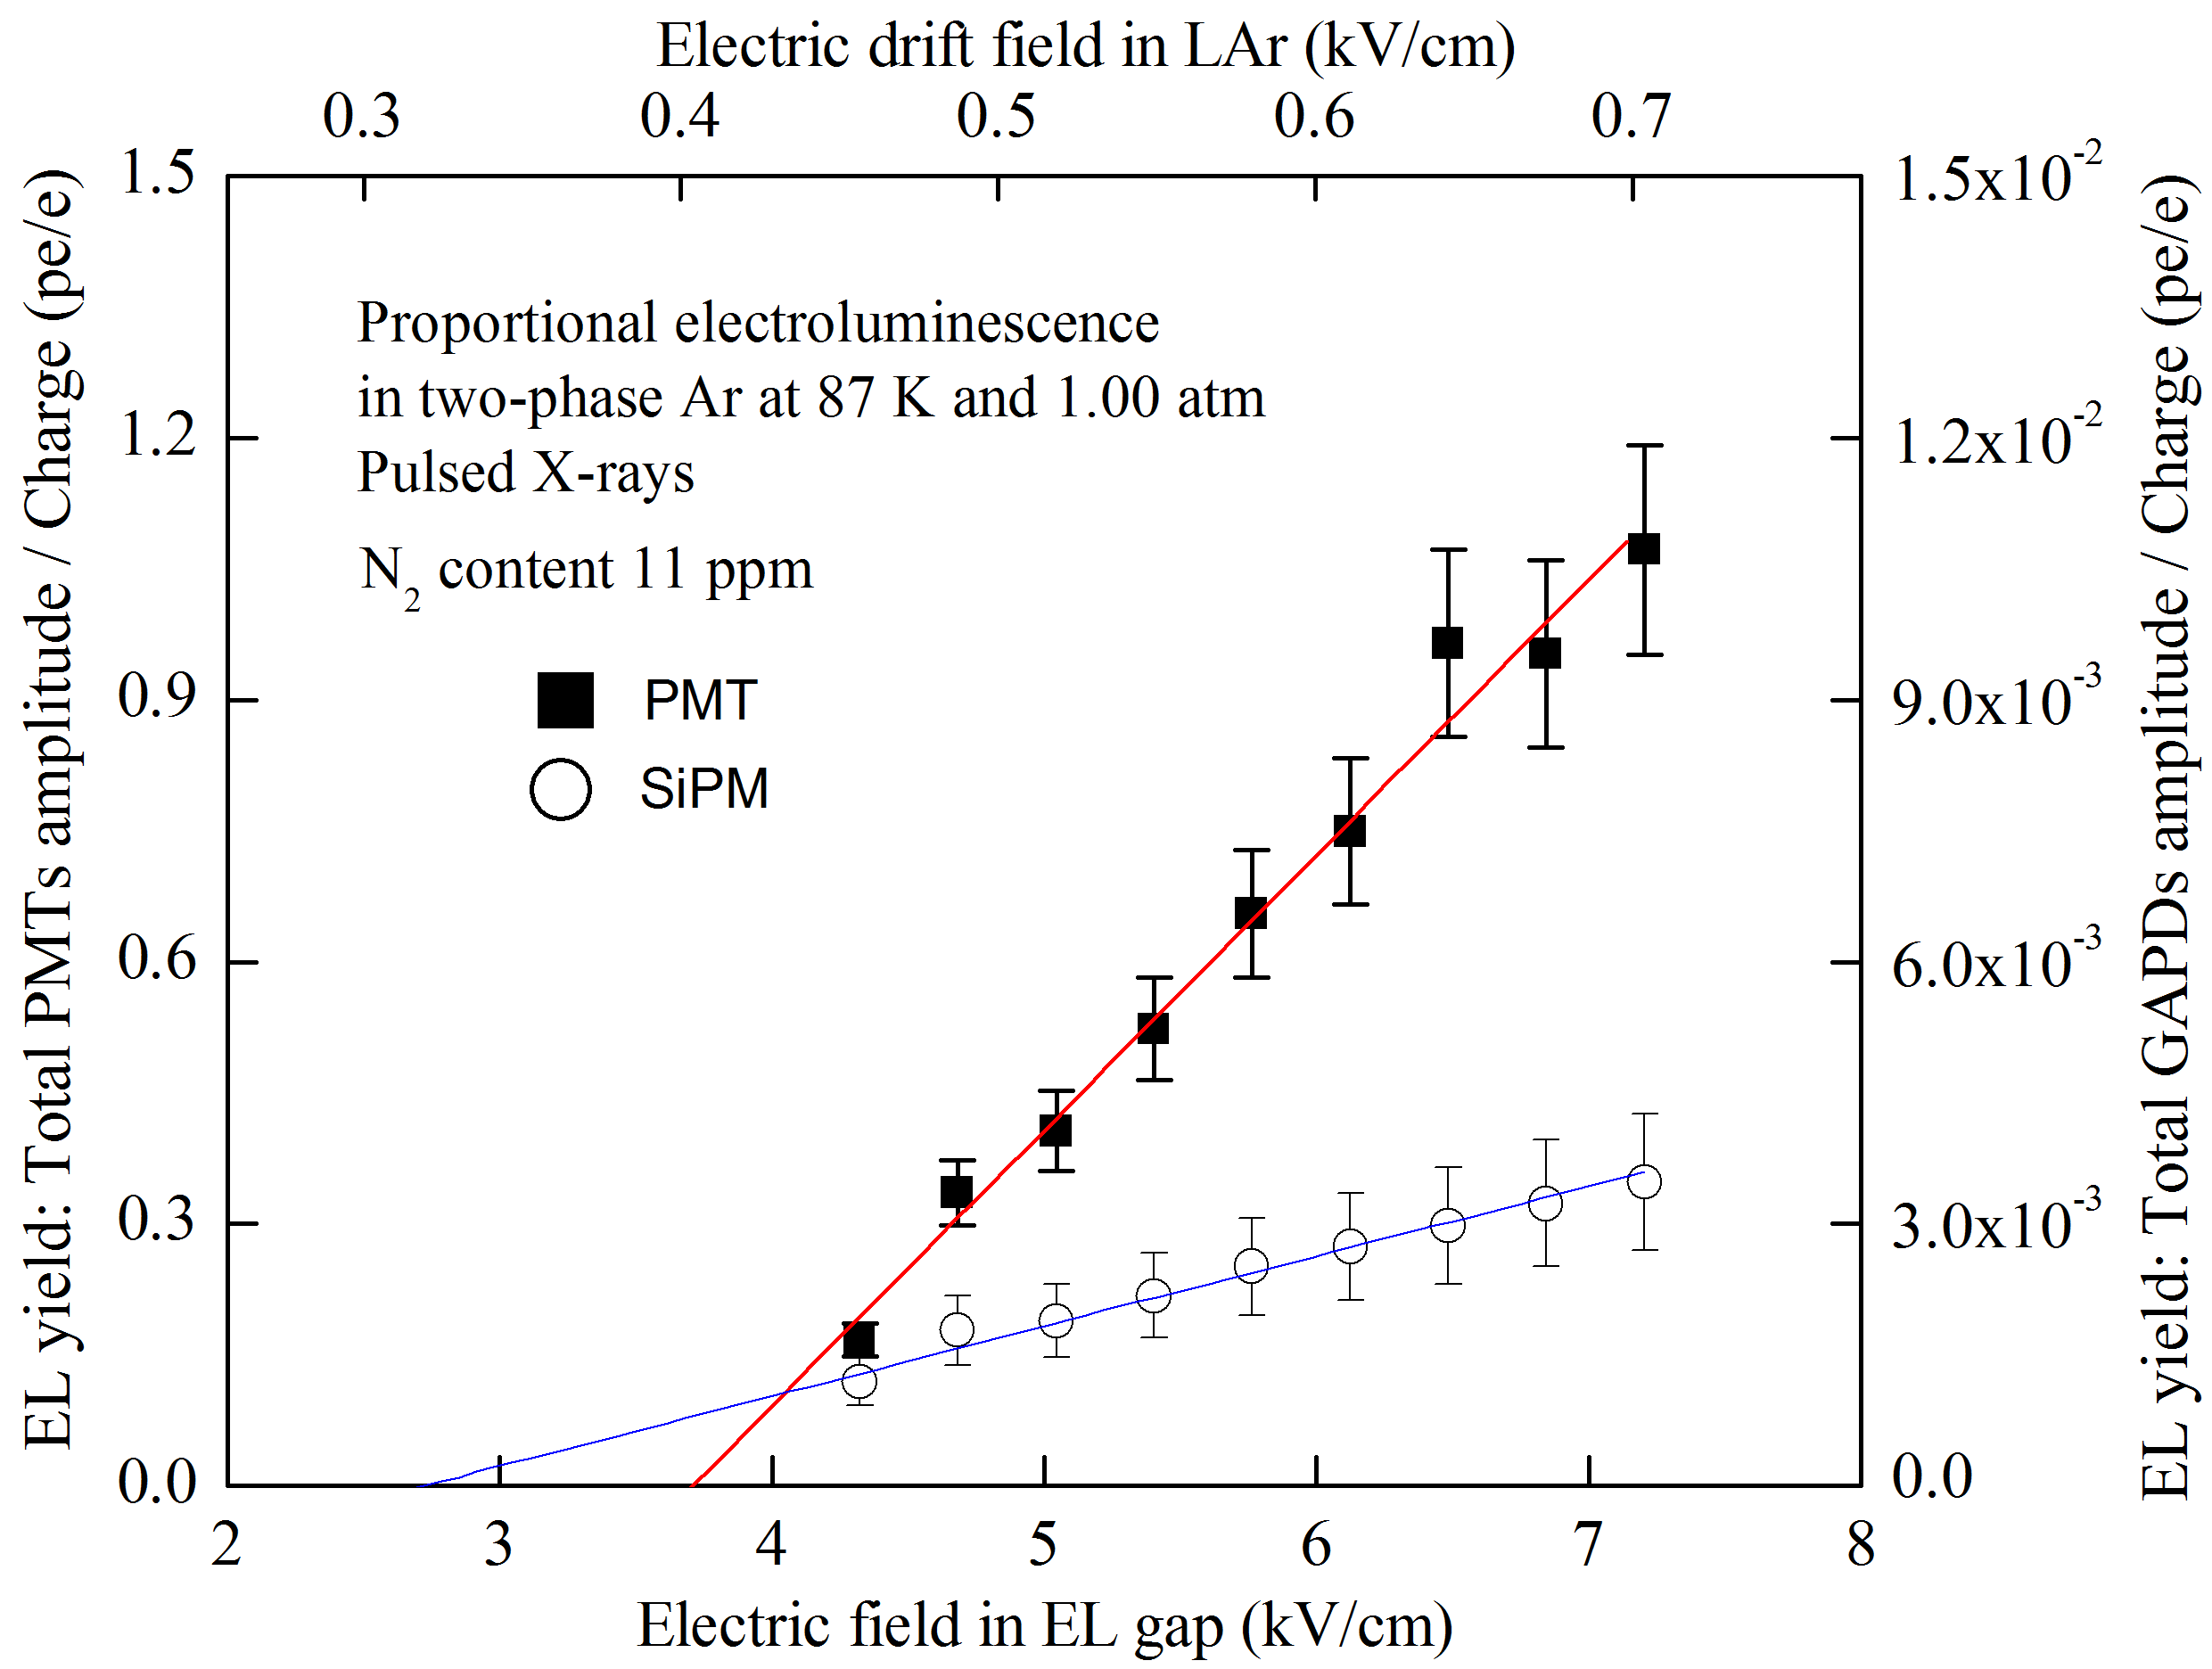 Electric drift field in LAr (kV/cm)
0.3 0.4 0.5 0.6 0.7
EL yield: Total PMTs amplitude / Charge (pe/e)
1.5
1.2
0.9
0.6
0.3
0.0
Proportional electroluminescence
in two-phase Ar at 87 K and 1.00 atm
Pulsed X-rays
N₂ content 11 ppm
PMT
SiPM
1.5x10⁻²
1.2x10⁻²
9.0x10⁻³
6.0x10⁻³
3.0x10⁻³
0.0
EL yield: Total GAPDs amplitude / Charge (pe/e)
2 3 4 5 6 7 8
Electric field in EL gap (kV/cm)